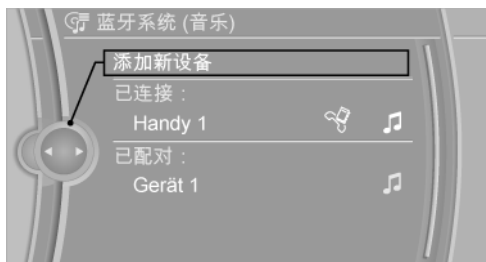 蓝牙系统 (音乐)
添加新设备
已连接：
Handy 1
已配对：
Gerät 1